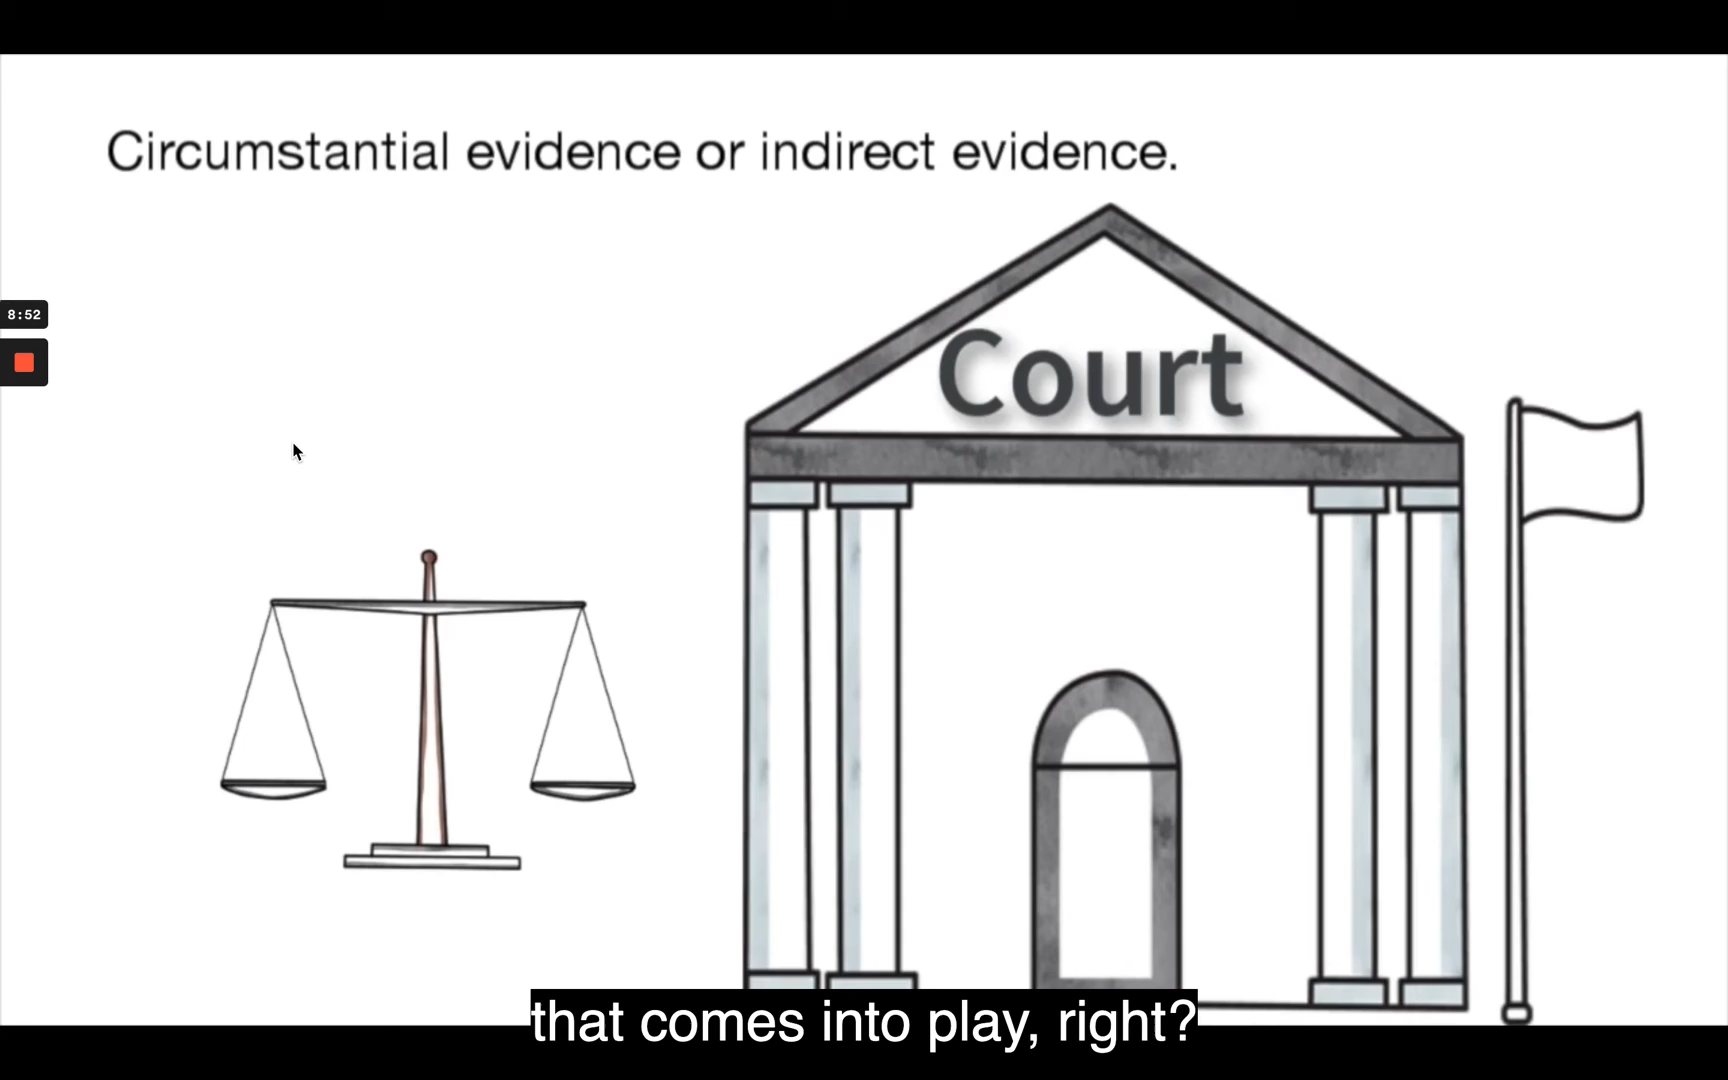 Circumstantial evidence or indirect evidence.
8:52
Court
that comes into play, right?